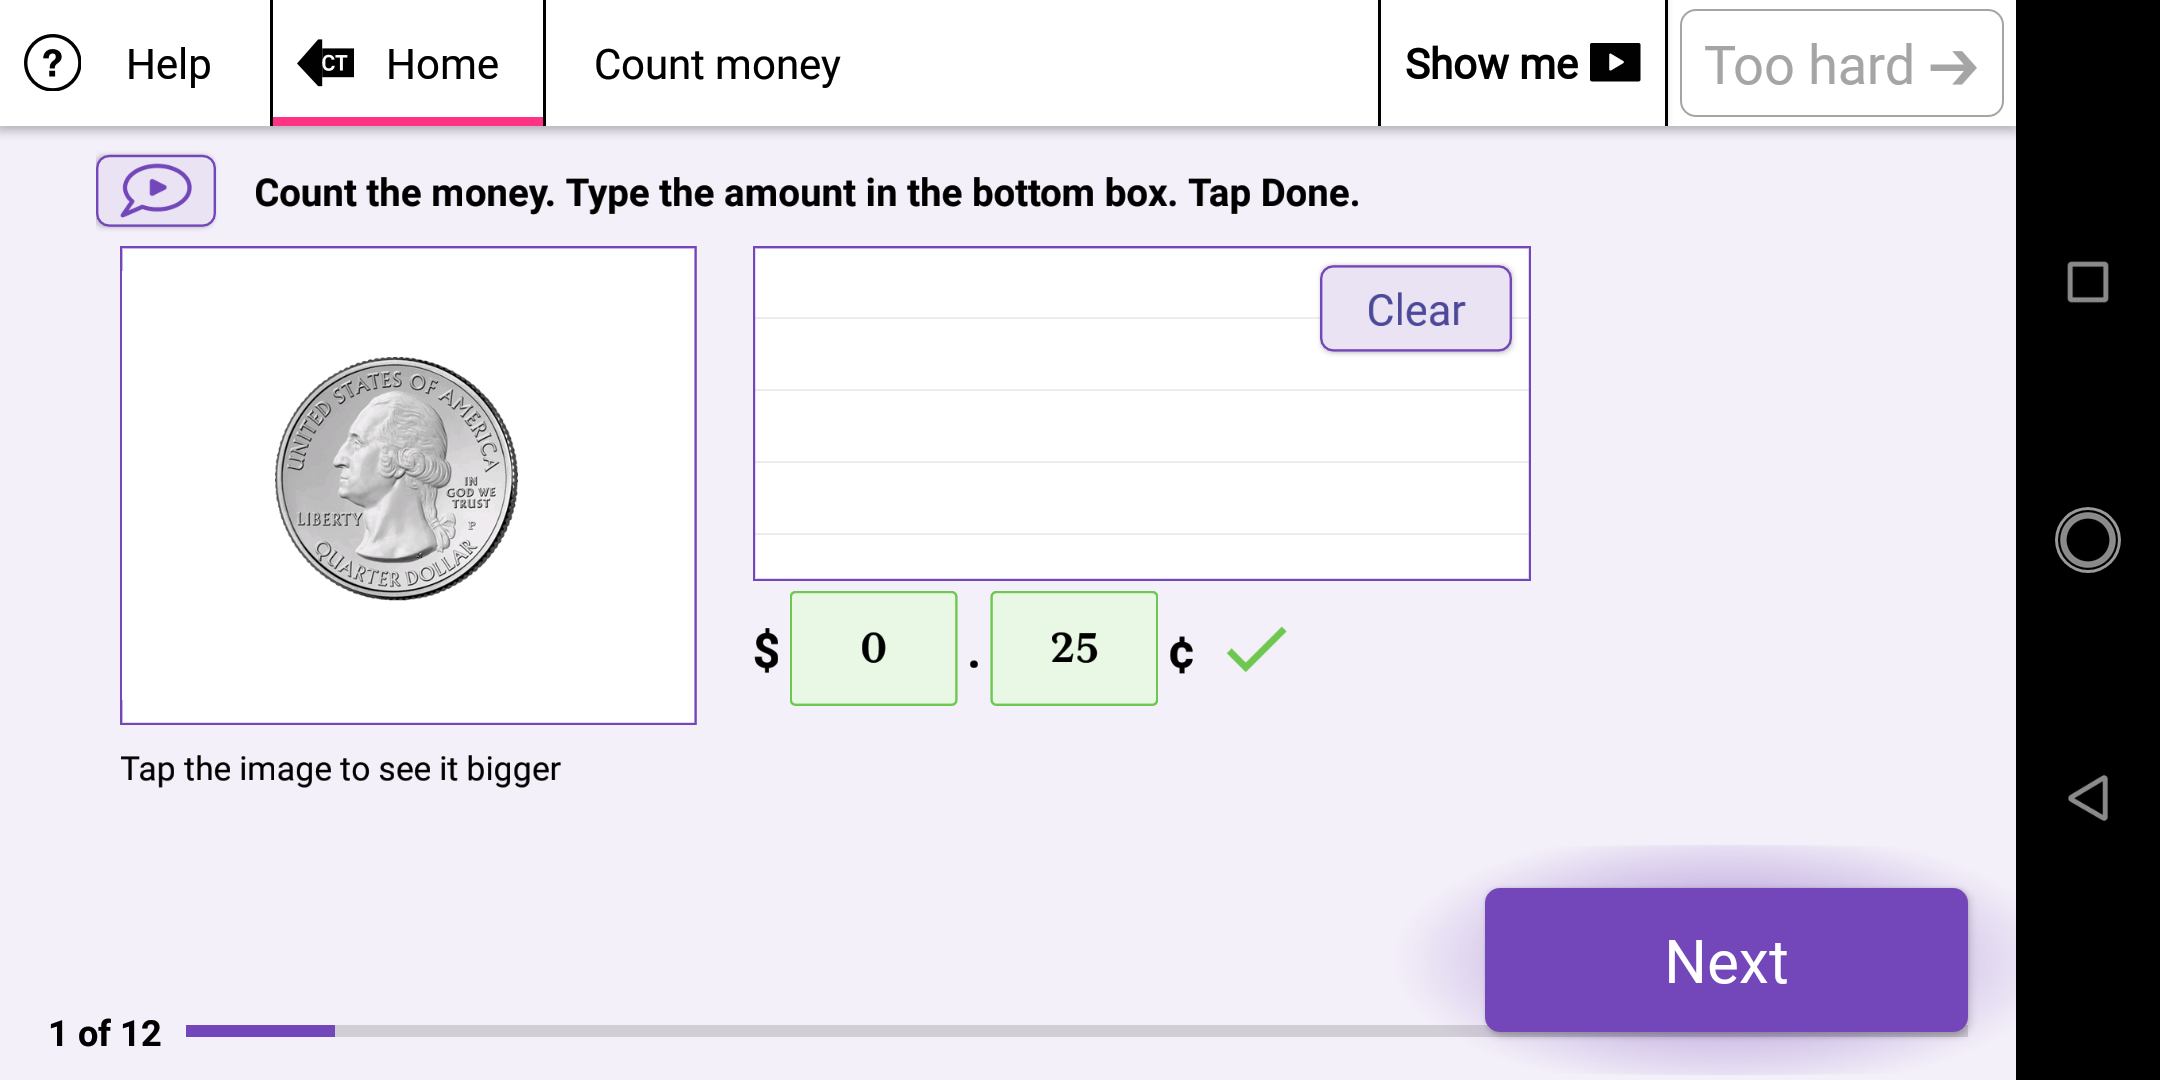 ? Help
CT Home
Count money
Show me
Too hard
Count the money. Type the amount in the bottom box. Tap Done.
UNITED STATES OF AMERICA
IN
GOD WE
TRUST
LIBERTY
P
QUARTER DOLLAR
Clear
$ 0 . 25 ¢
Tap the image to see it bigger
Next
1 of 12